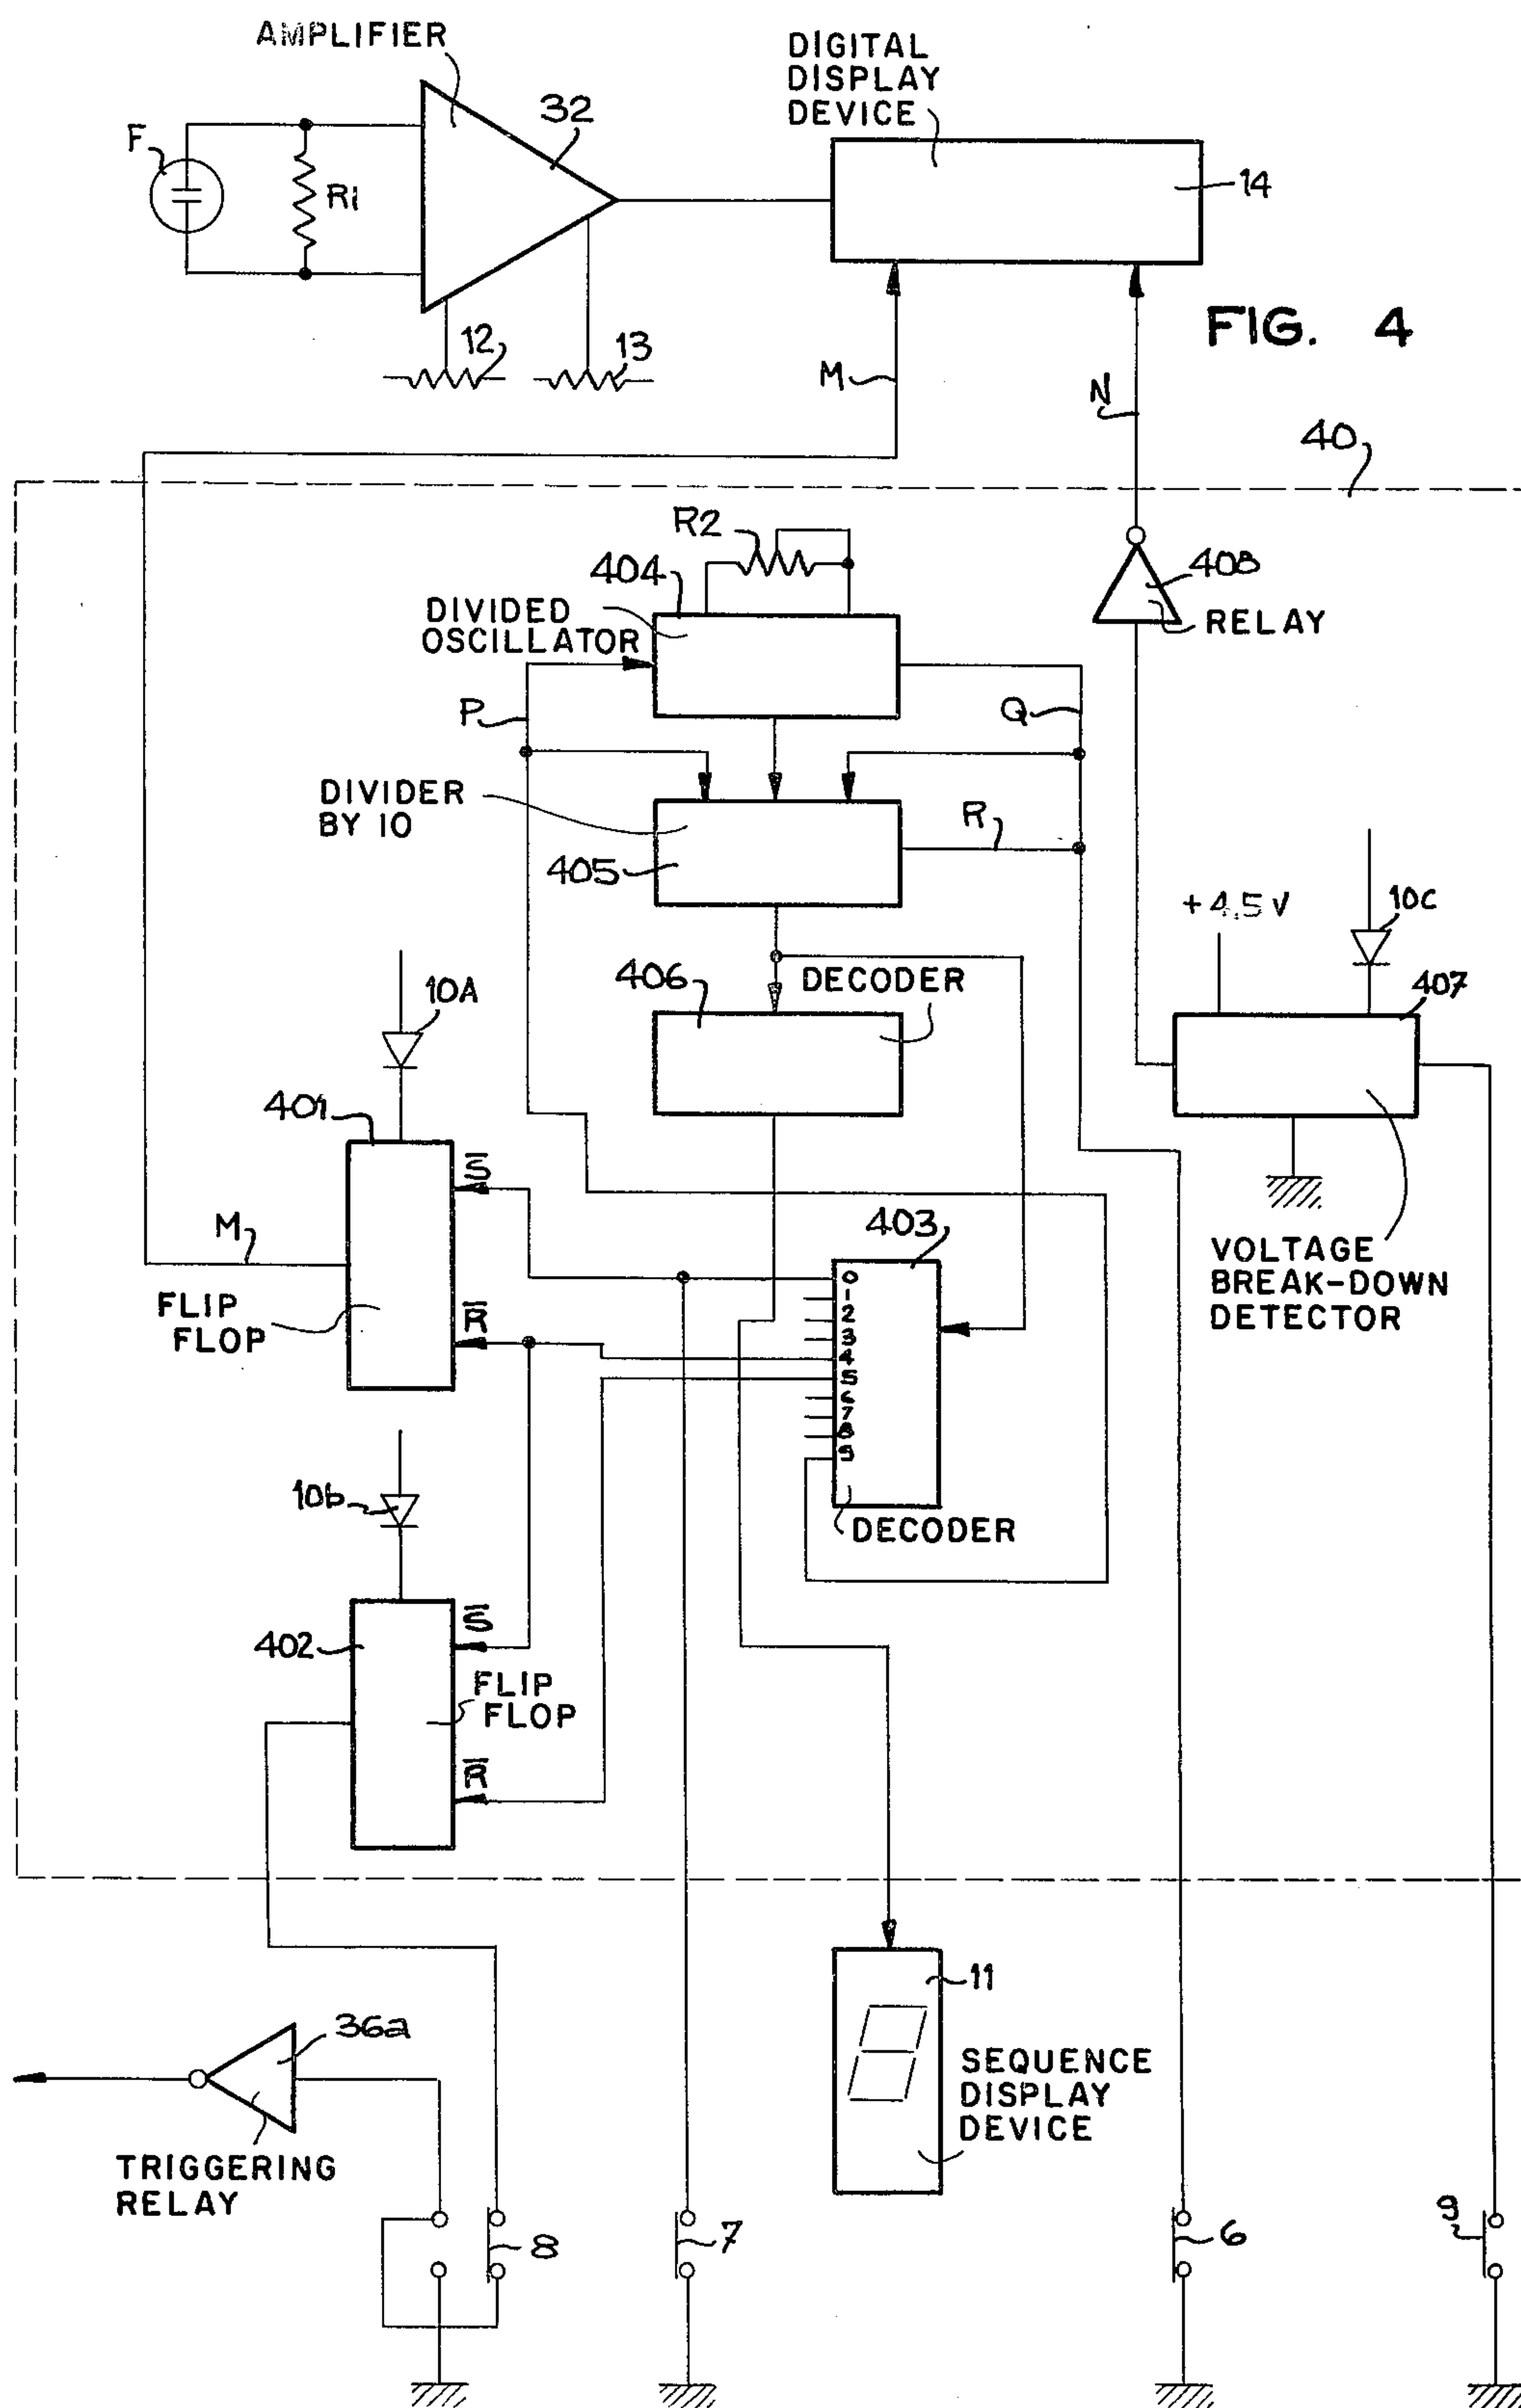 AMPLIFIER
DIGITAL
DISPLAY
DEVICE
32
F
R1
14
12
13
FIG. 4
M
N
40
R2
404
408
DIVIDED
OSCILLATOR
RELAY
P
Q
DIVIDER
BY 10
R
405
+4.5 V
10c
406
DECODER
407
10A
401
S̅
403
M
VOLTAGE
BREAK-DOWN
DETECTOR
0
1
2
3
4
5
6
7
8
9
FLIP
FLOP
R̅
10b
DECODER
402
S̅
FLIP
FLOP
R̅
11
36a
SEQUENCE
DISPLAY
DEVICE
TRIGGERING
RELAY
8
7
6
9